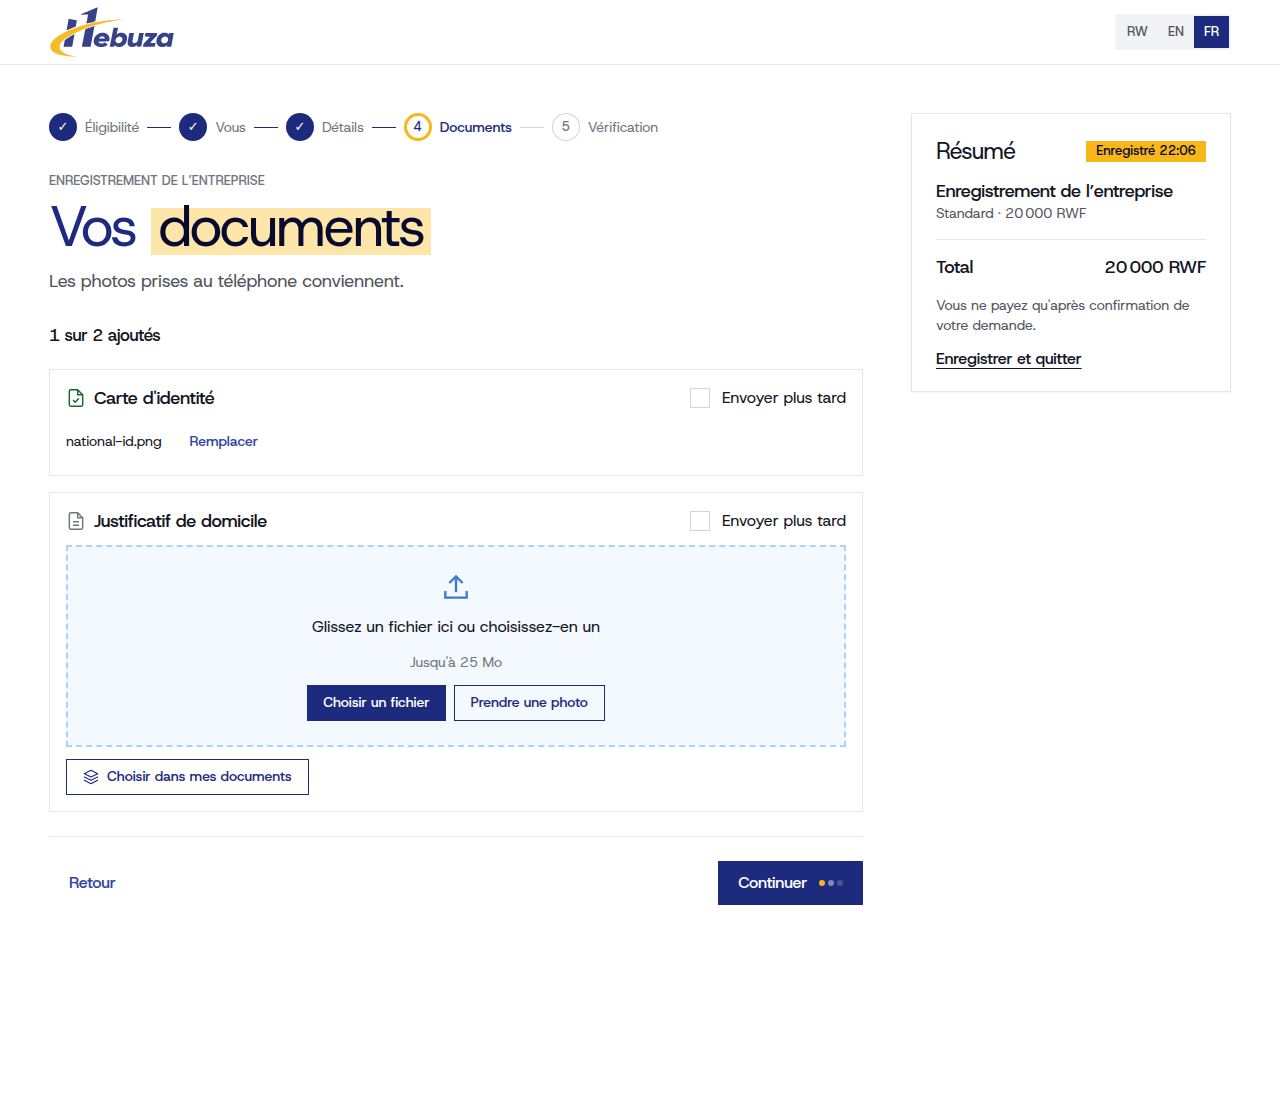 Hebuza
RW EN FR
✓ Éligibilité ✓ Vous ✓ Détails 4 Documents 5 Vérification
ENREGISTREMENT DE L'ENTREPRISE
Vos documents
Les photos prises au téléphone conviennent.
1 sur 2 ajoutés
Carte d'identité
Envoyer plus tard
national-id.png
Remplacer
Justificatif de domicile
Envoyer plus tard
Glissez un fichier ici ou choisissez-en un
Jusqu'à 25 Mo
Choisir un fichier
Prendre une photo
Choisir dans mes documents
Retour
Continuer
Résumé
Enregistré 22:06
Enregistrement de l'entreprise
Standard · 20 000 RWF
Total 20 000 RWF
Vous ne payez qu'après confirmation de
votre demande.
Enregistrer et quitter